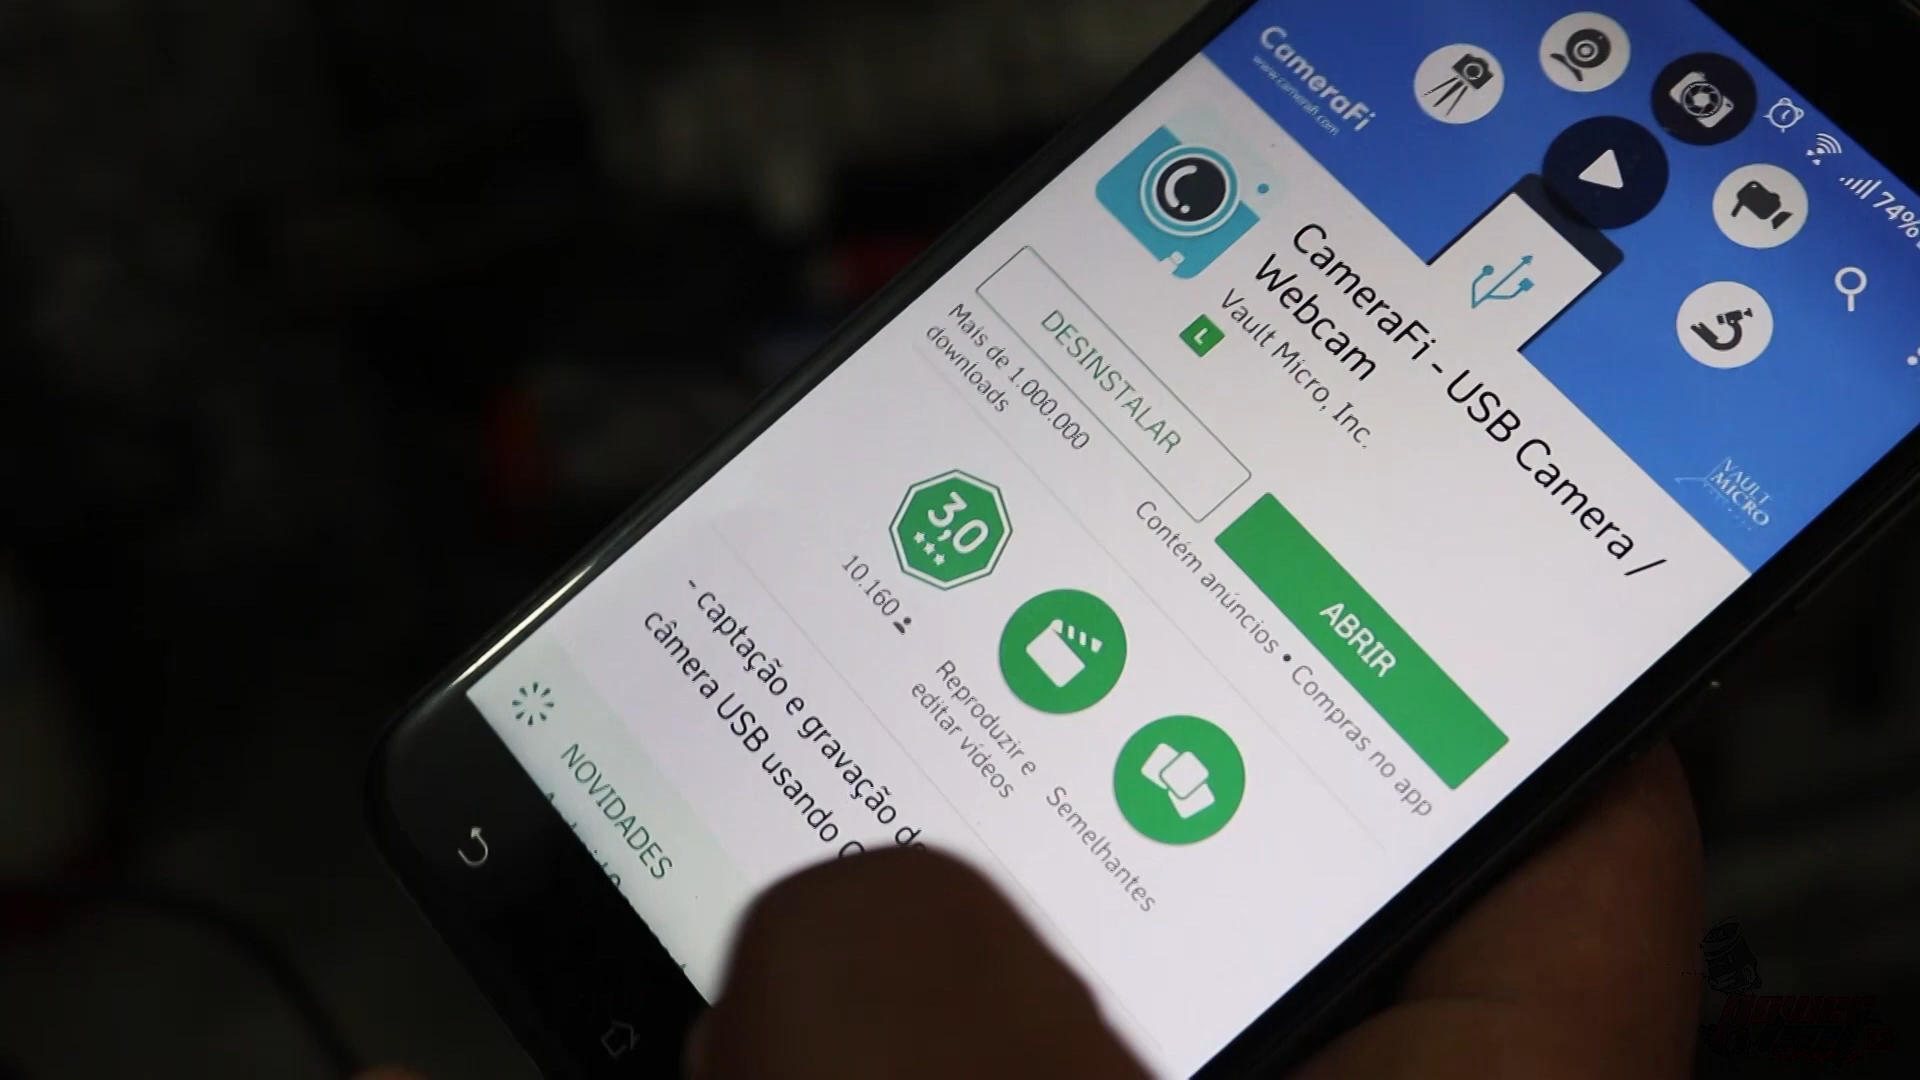 74%
CameraFi
www.camerafi.com
VAULT
MICRO
CameraFi - USB Camera /
Webcam
Vault Micro, Inc.
L
DESINSTALAR
ABRIR
Mais de 1.000.000
downloads
Contém anúncios • Compras no app
3,0
10.160
Reproduzir e
editar vídeos
Semelhantes
- captação e gravação de
câmera USB usando
NOVIDADES